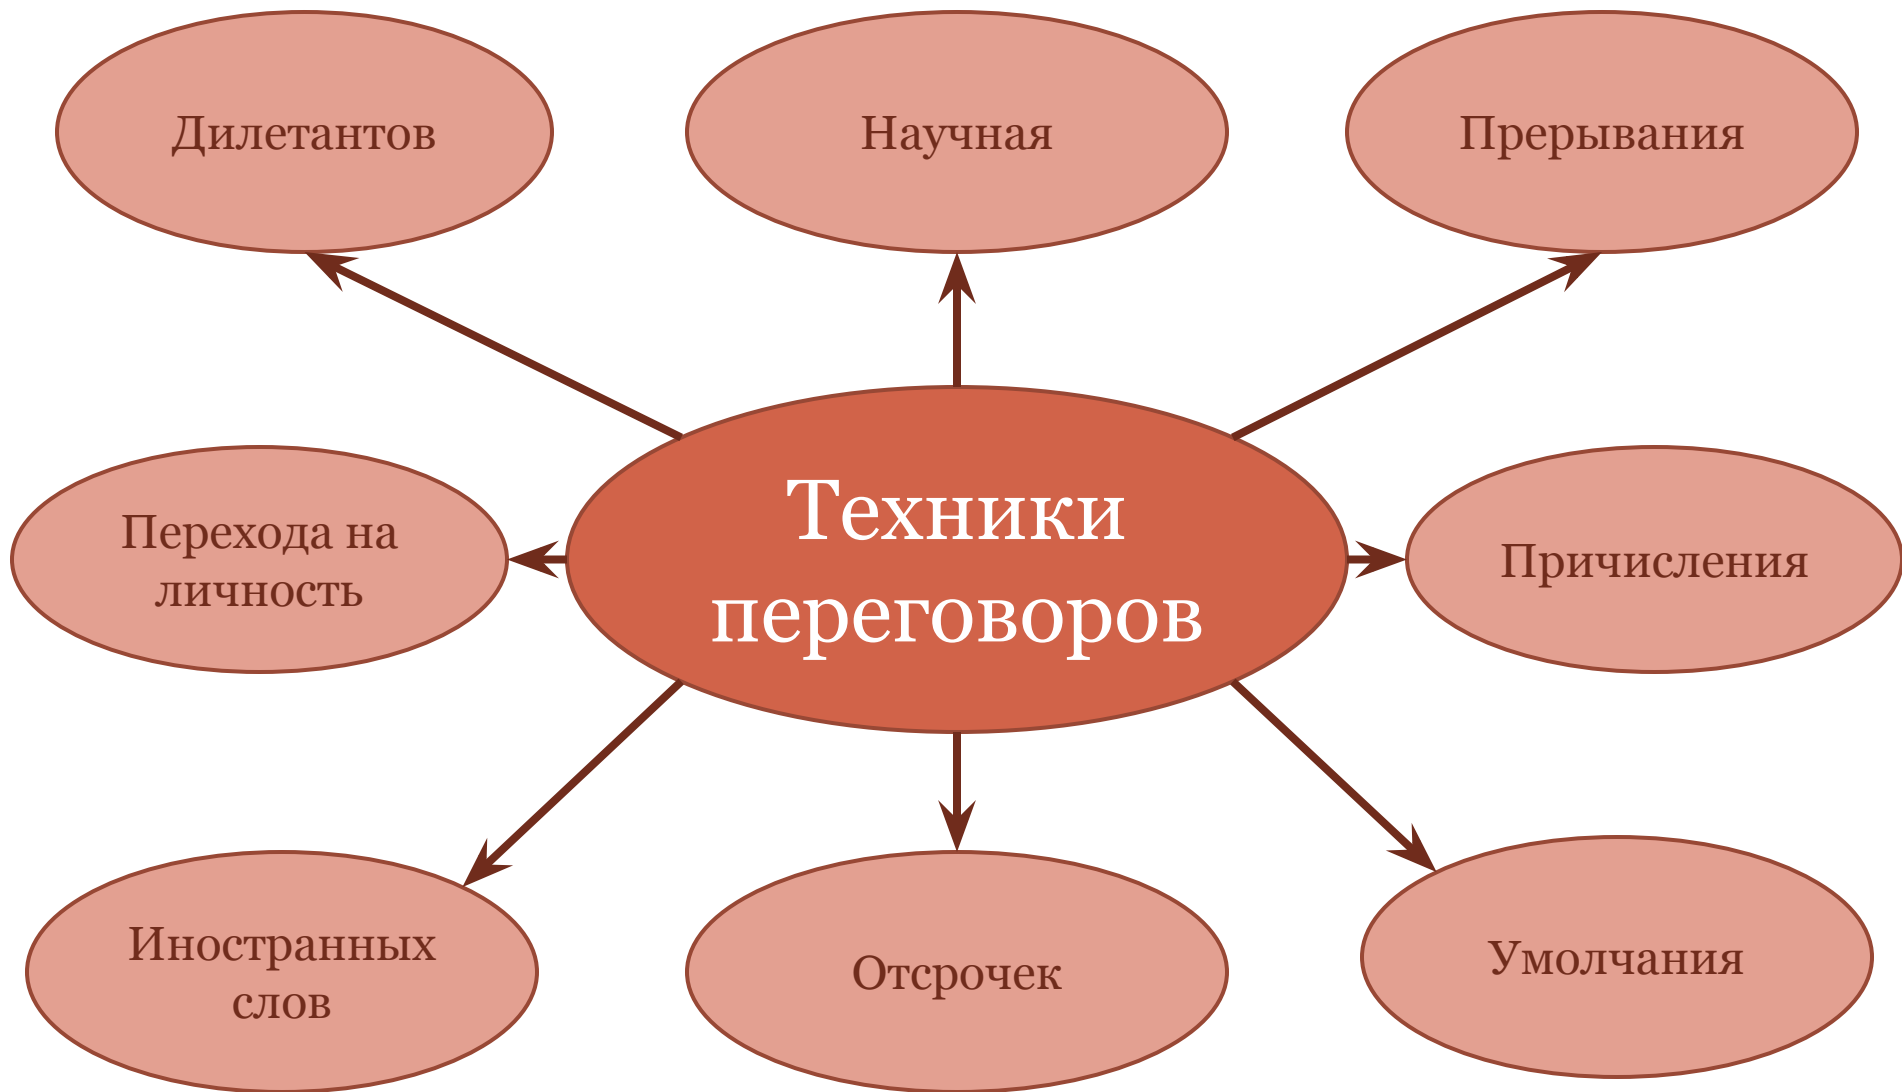 Дилетантов
Научная
Прерывания
Перехода на
личность
Техники
переговоров
Причисления
Иностранных
слов
Отсрочек
Умолчания